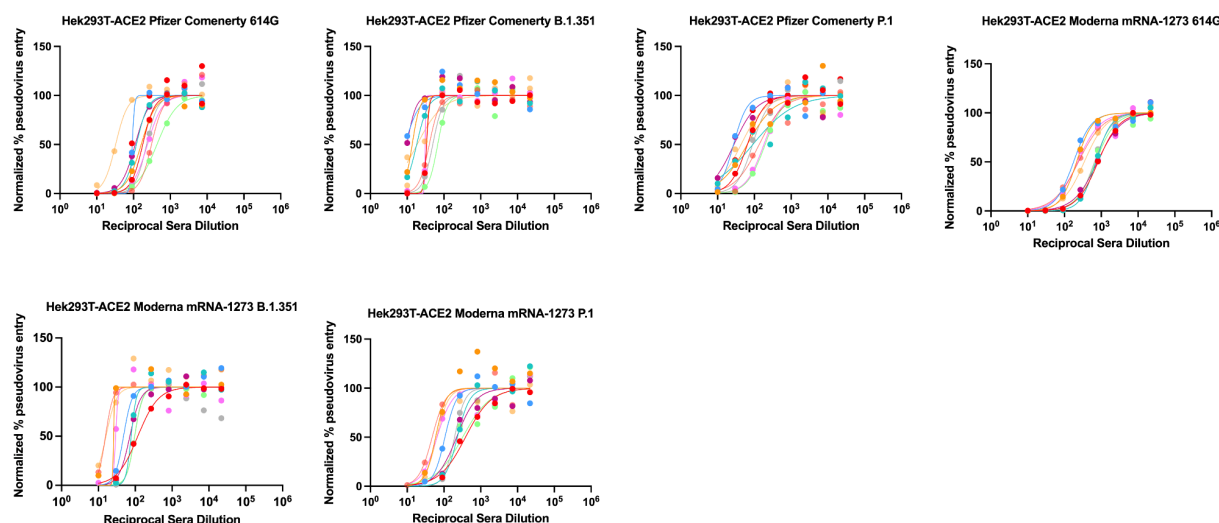 Hek293T-ACE2 Pfizer Comenerty 614G
Normalized % pseudovirus entry
150
100
50
0
10⁰ 10¹ 10² 10³ 10⁴ 10⁵ 10⁶
Reciprocal Sera Dilution
Hek293T-ACE2 Pfizer Comenerty B.1.351
Normalized % pseudovirus entry
150
100
50
0
10⁰ 10¹ 10² 10³ 10⁴ 10⁵ 10⁶
Reciprocal Sera Dilution
Hek293T-ACE2 Pfizer Comenerty P.1
Normalized % pseudovirus entry
150
100
50
0
10⁰ 10¹ 10² 10³ 10⁴ 10⁵ 10⁶
Reciprocal Sera Dilution
Hek293T-ACE2 Moderna mRNA-1273 614G
Normalized % pseudovirus entry
150
100
50
0
10⁰ 10¹ 10² 10³ 10⁴ 10⁵ 10⁶
Reciprocal Sera Dilution
Hek293T-ACE2 Moderna mRNA-1273 B.1.351
Normalized % pseudovirus entry
150
100
50
0
10⁰ 10¹ 10² 10³ 10⁴ 10⁵ 10⁶
Reciprocal Sera Dilution
Hek293T-ACE2 Moderna mRNA-1273 P.1
Normalized % pseudovirus entry
150
100
50
0
10⁰ 10¹ 10² 10³ 10⁴ 10⁵ 10⁶
Reciprocal Sera Dilution